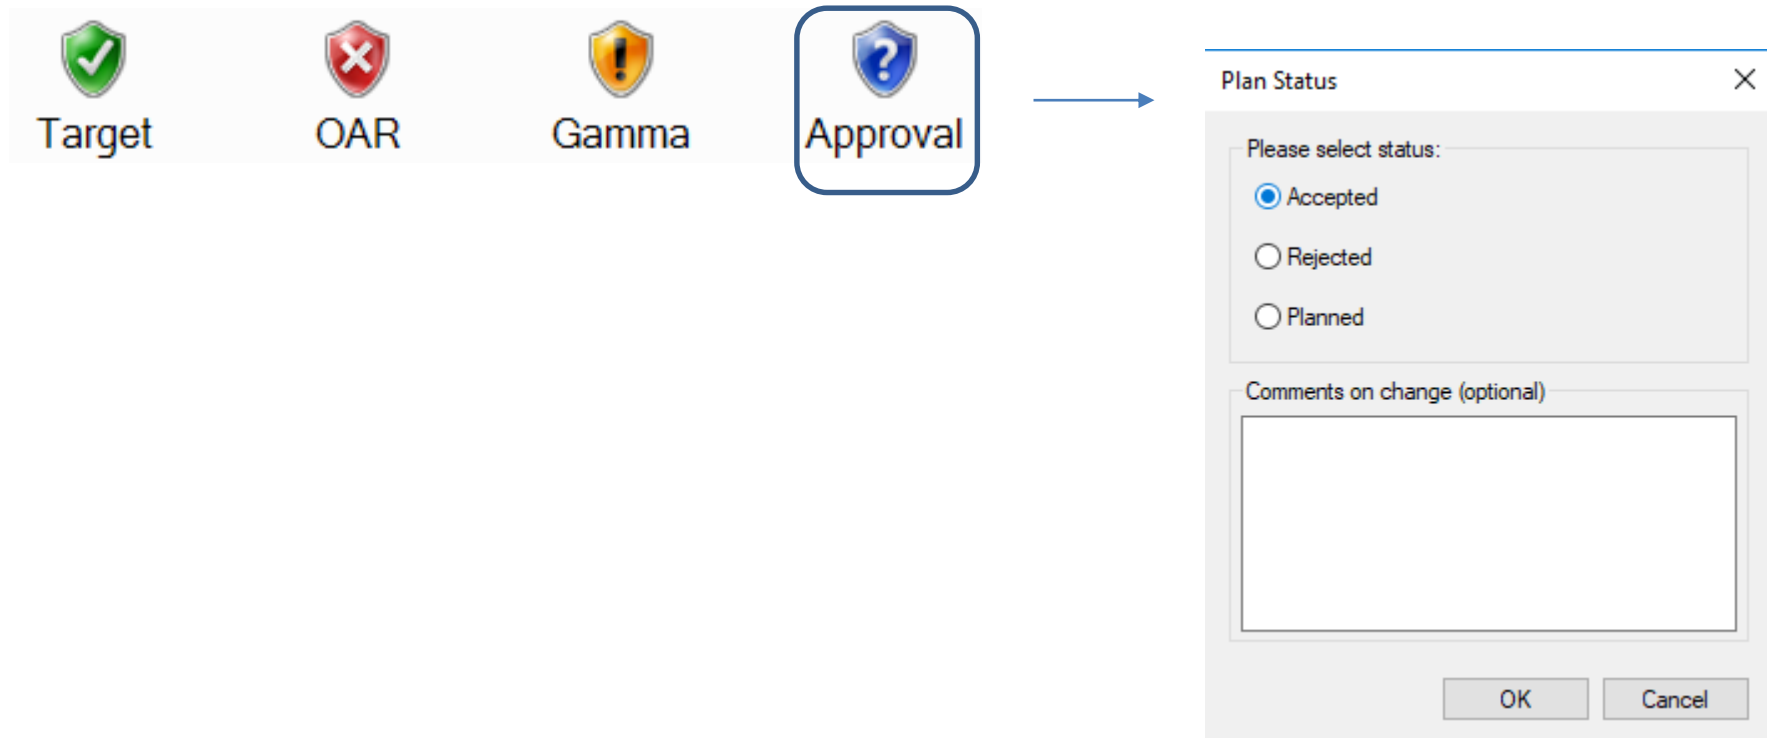 Target OAR Gamma Approval
Plan Status
Please select status:
Accepted
Rejected
Planned
Comments on change (optional)
OK Cancel